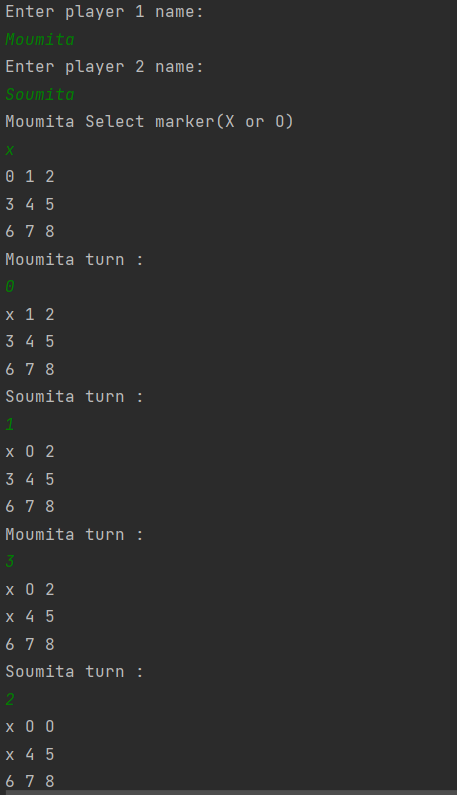 Enter player 1 name:
Moumita
Enter player 2 name:
Soumita
Moumita Select marker(X or O)
x
0 1 2
3 4 5
6 7 8
Moumita turn :
0
x 1 2
3 4 5
6 7 8
Soumita turn :
1
x O 2
3 4 5
6 7 8
Moumita turn :
3
x O 2
x 4 5
6 7 8
Soumita turn :
2
x O O
x 4 5
6 7 8